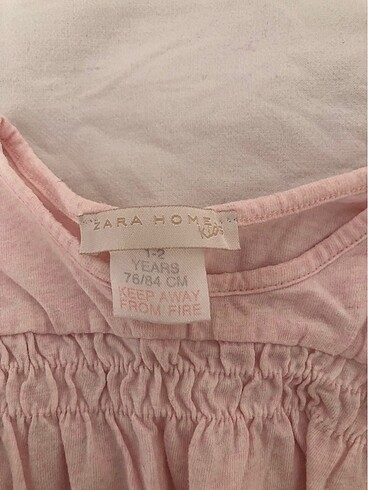 ZARA HOME
kids
1-2
YEARS
76/84 CM
KEEP AWAY
FROM FIRE